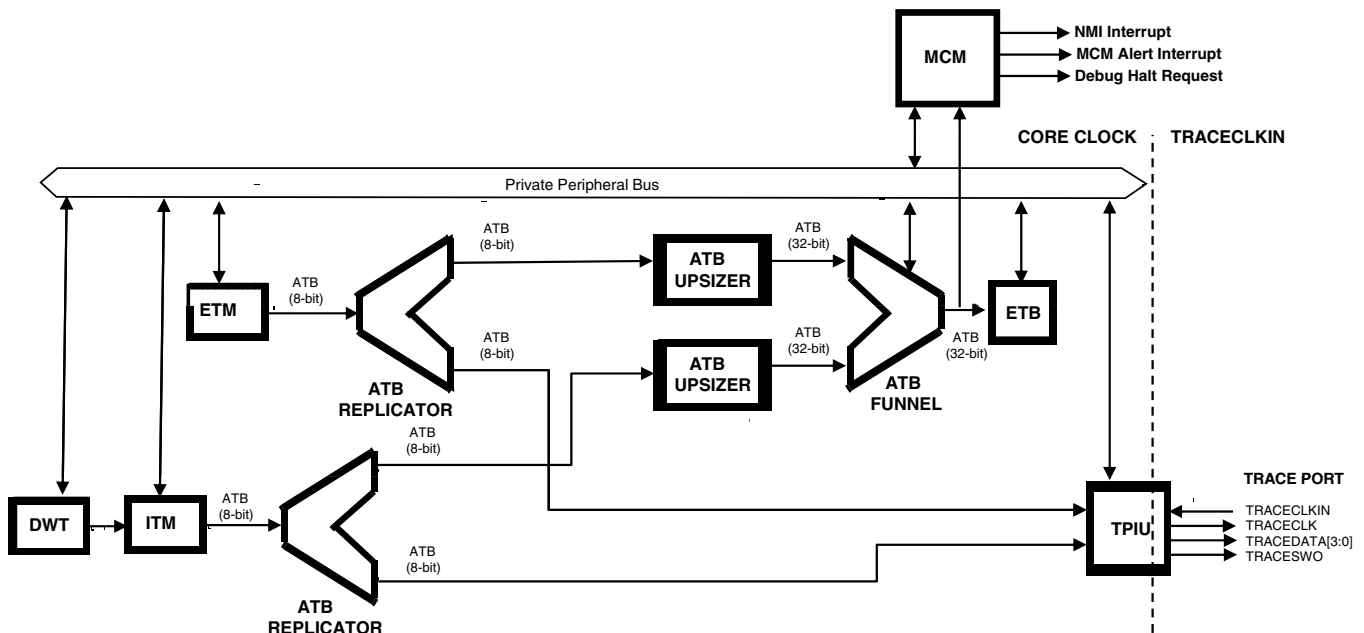 NMI Interrupt
MCM
MCM Alert Interrupt
Debug Halt Request
CORE CLOCK
TRACECLKIN
Private Peripheral Bus
ATB
(8-bit)
ATB
UPSIZER
ATB
(32-bit)
ETM
ATB
(8-bit)
ETB
ATB
(8-bit)
ATB
UPSIZER
ATB
(32-bit)
ATB
(32-bit)
ATB
REPLICATOR
ATB
FUNNEL
ATB
(8-bit)
DWT
ITM
ATB
(8-bit)
ATB
(8-bit)
ATB
REPLICATOR
TPIU
TRACE PORT
TRACECLKIN
TRACECLK
TRACEDATA[3:0]
TRACESWO